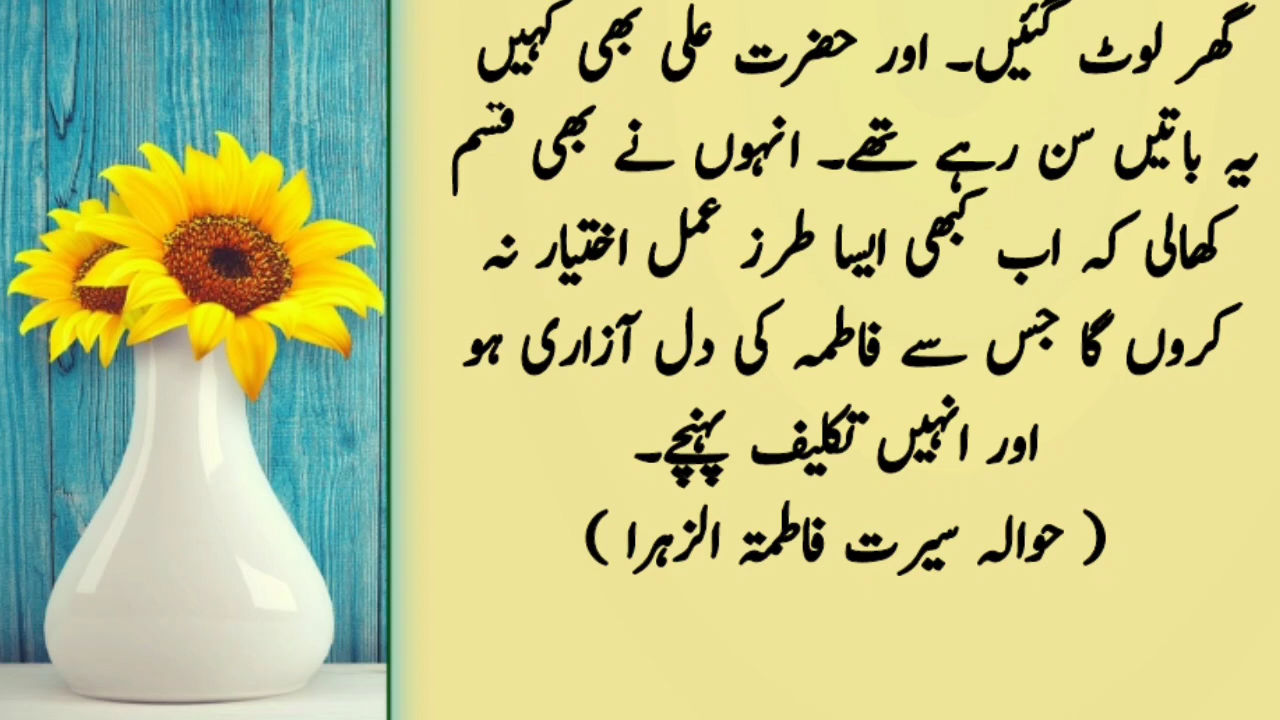 گھر لوٹ گئیں۔ اور حضرت علی بھی کہیں
یہ باتیں سن رہے تھے۔ انہوں نے بھی قسم
کھالی کہ اب کبھی ایسا طرز عمل اختیار نہ
کروں گا جس سے فاطمہ کی دل آزاری ہو
اور انہیں تکلیف پہنچے۔
( حوالہ سیرت فاطمۃ الزہرا )